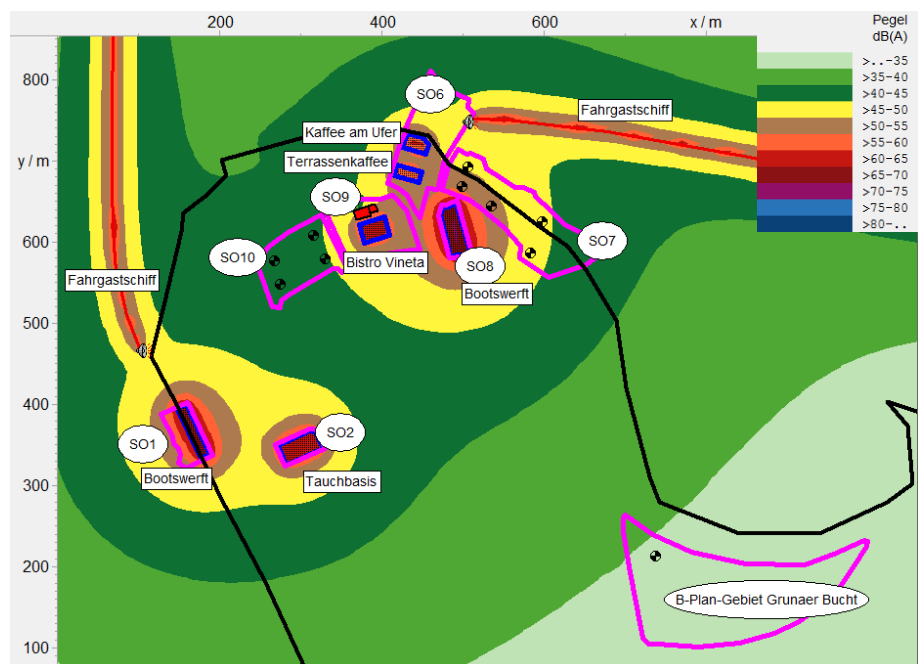 200 400 600 x / m
Pegel
dB(A)
>..-35
>35-40
>40-45
>45-50
>50-55
>55-60
>60-65
>65-70
>70-75
>75-80
>80-..
800
y / m
600
500
400
300
200
100
SO6
Fahrgastschiff
Kaffee am Ufer
Terrassenkaffee
SO9
SO10
Bistro Vineta
SO7
SO8
Bootswerft
Fahrgastschiff
SO1
SO2
Bootswerft
Tauchbasis
B-Plan-Gebiet Grunaer Bucht